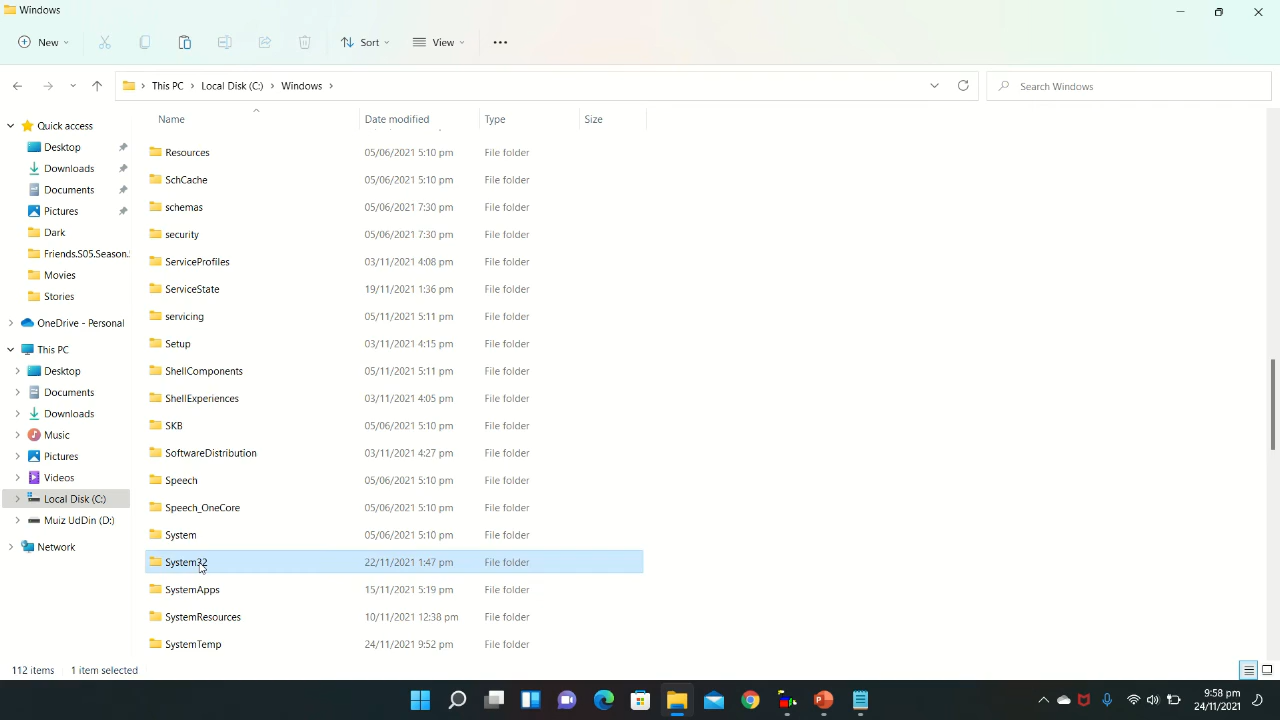 Windows
New
Sort
View
This PC
Local Disk (C:)
Windows
Search Windows
Name
Date modified
Type
Size
Quick access
Desktop
Downloads
Documents
Pictures
Dark
Friends.S05.Season.
Movies
Stories
OneDrive - Personal
This PC
Desktop
Documents
Downloads
Music
Pictures
Videos
Local Disk (C:)
Muiz UdDin (D:)
Network
Resources 05/06/2021 5:10 pm File folder
SchCache 05/06/2021 5:10 pm File folder
schemas 05/06/2021 7:30 pm File folder
security 05/06/2021 7:30 pm File folder
ServiceProfiles 03/11/2021 4:08 pm File folder
ServiceState 19/11/2021 1:36 pm File folder
servicing 05/11/2021 5:11 pm File folder
Setup 03/11/2021 4:15 pm File folder
ShellComponents 05/11/2021 5:11 pm File folder
ShellExperiences 03/11/2021 4:05 pm File folder
SKB 05/06/2021 5:10 pm File folder
SoftwareDistribution 03/11/2021 4:27 pm File folder
Speech 05/06/2021 5:10 pm File folder
Speech_OneCore 05/06/2021 5:10 pm File folder
System 05/06/2021 5:10 pm File folder
System32 22/11/2021 1:47 pm File folder
SystemApps 15/11/2021 5:19 pm File folder
SystemResources 10/11/2021 12:38 pm File folder
SystemTemp 24/11/2021 9:52 pm File folder
112 items
1 item selected
9:58 pm
24/11/2021